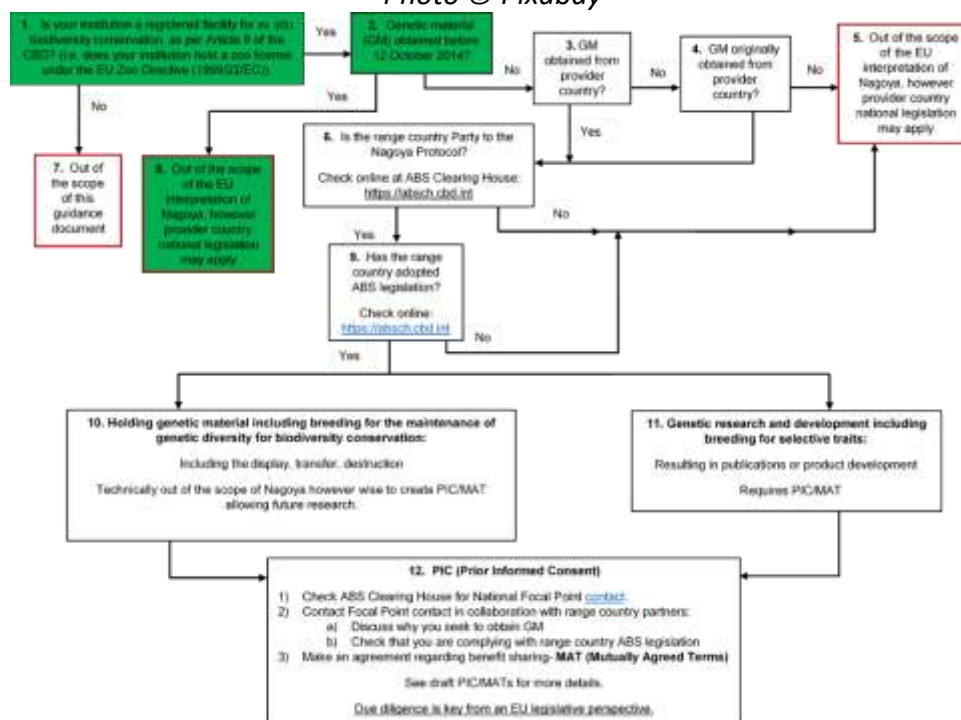 Photo © Pixabay
1. Is your institution a registered facility for ex situ
biodiversity conservation, as per Article 9 of the
CBD? (i.e. does your institution hold a zoo license
under the EU Zoo Directive (1999/22/EC))
Yes
2. Genetic material
(GM) obtained before
12 October 2014?
No
3. GM
obtained from
provider
country?
No
4. GM originally
obtained from
provider
country?
No
5. Out of the scope
of the EU
interpretation of
Nagoya, however
provider country
national legislation
may apply
No
Yes
Yes
7. Out of
the scope
of this
guidance
document
8. Out of the scope
of the EU
interpretation of
Nagoya, however
provider country
national legislation
may apply
6. Is the range country Party to the
Nagoya Protocol?
Check online at ABS Clearing House:
https://absch.cbd.int
No
Yes
9. Has the range
country adopted
ABS legislation?
Check online:
https://absch.cbd.int
No
Yes
10. Holding genetic material including breeding for the maintenance of
genetic diversity for biodiversity conservation:
Including the display, transfer, destruction
Technically out of the scope of Nagoya however wise to create PIC/MAT
allowing future research.
11. Genetic research and development including
breeding for selective traits:
Resulting in publications or product development
Requires PIC/MAT
12. PIC (Prior Informed Consent)
1) Check ABS Clearing House for National Focal Point contact.
2) Contact Focal Point contact in collaboration with range country partners:
a) Discuss why you seek to obtain GM
b) Check that you are complying with range country ABS legislation
3) Make an agreement regarding benefit sharing- MAT (Mutually Agreed Terms)
See draft PIC/MATs for more details.
Due diligence is key from an EU legislative perspective.